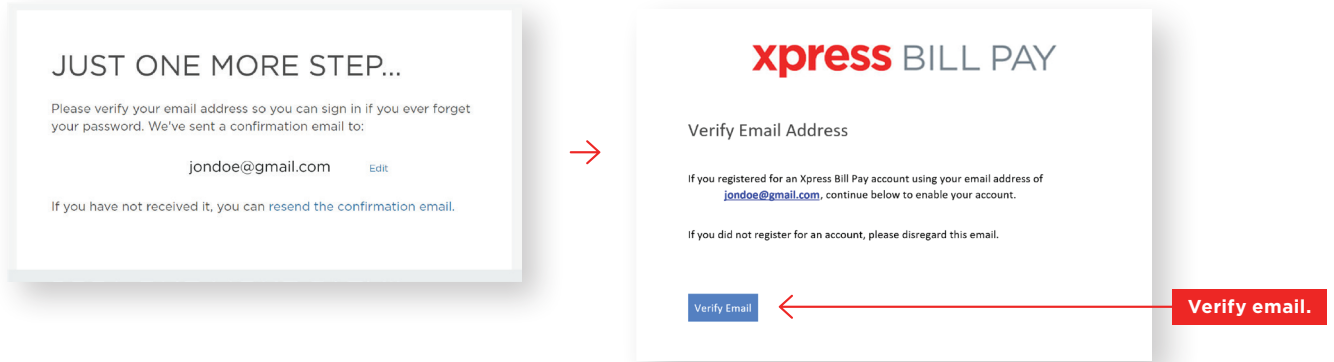 JUST ONE MORE STEP...
Please verify your email address so you can sign in if you ever forget
your password. We've sent a confirmation email to:
jondoe@gmail.com Edit
If you have not received it, you can resend the confirmation email.
xpress BILL PAY
Verify Email Address
If you registered for an Xpress Bill Pay account using your email address of
jondoe@gmail.com, continue below to enable your account.
If you did not register for an account, please disregard this email.
Verify Email
Verify email.